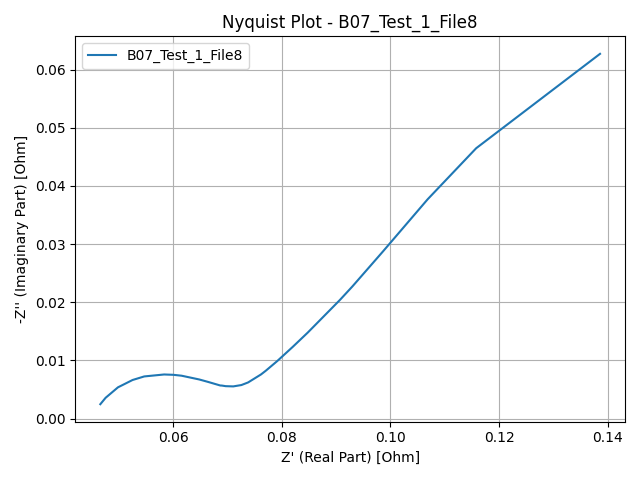 Nyquist Plot - B07_Test_1_File8
B07_Test_1_File8
-Z'' (Imaginary Part) [Ohm]
0.06
0.05
0.04
0.03
0.02
0.01
0.00
0.06 0.08 0.10 0.12 0.14
Z' (Real Part) [Ohm]